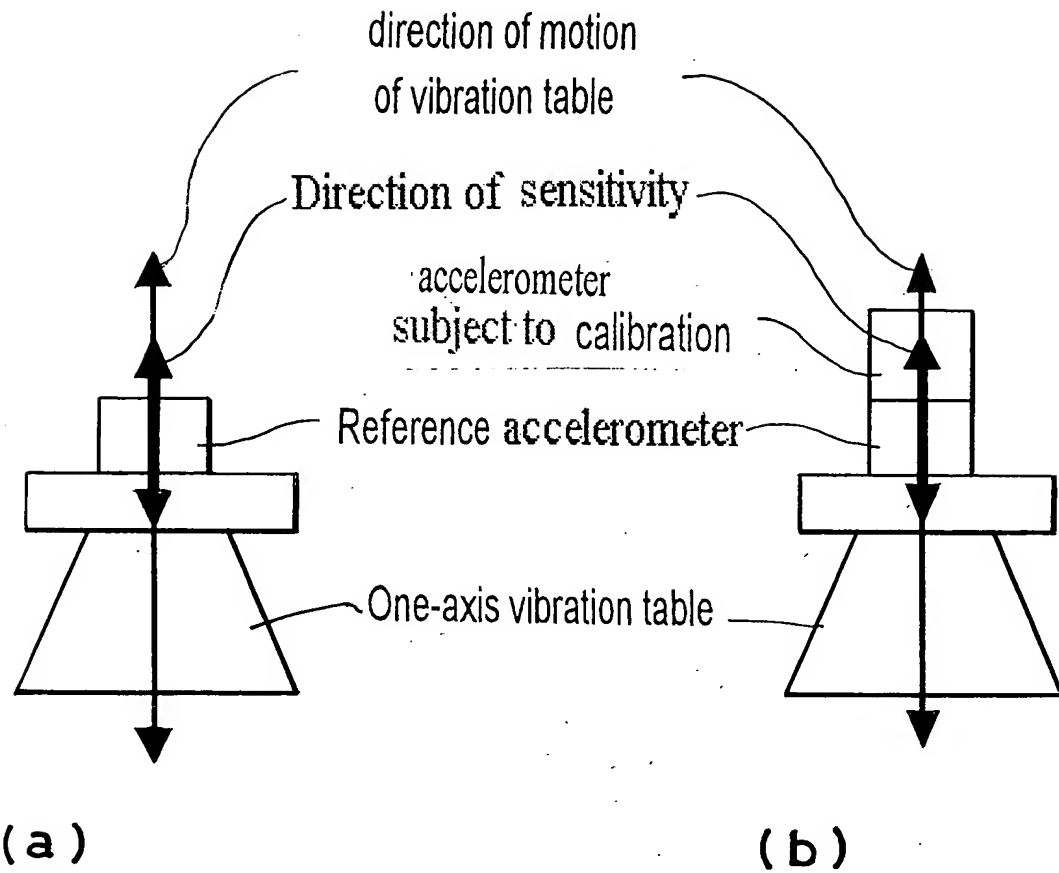 direction of motion
of vibration table
Direction of sensitivity
accelerometer
subject to calibration
Reference accelerometer
One-axis vibration table
(a)
(b)